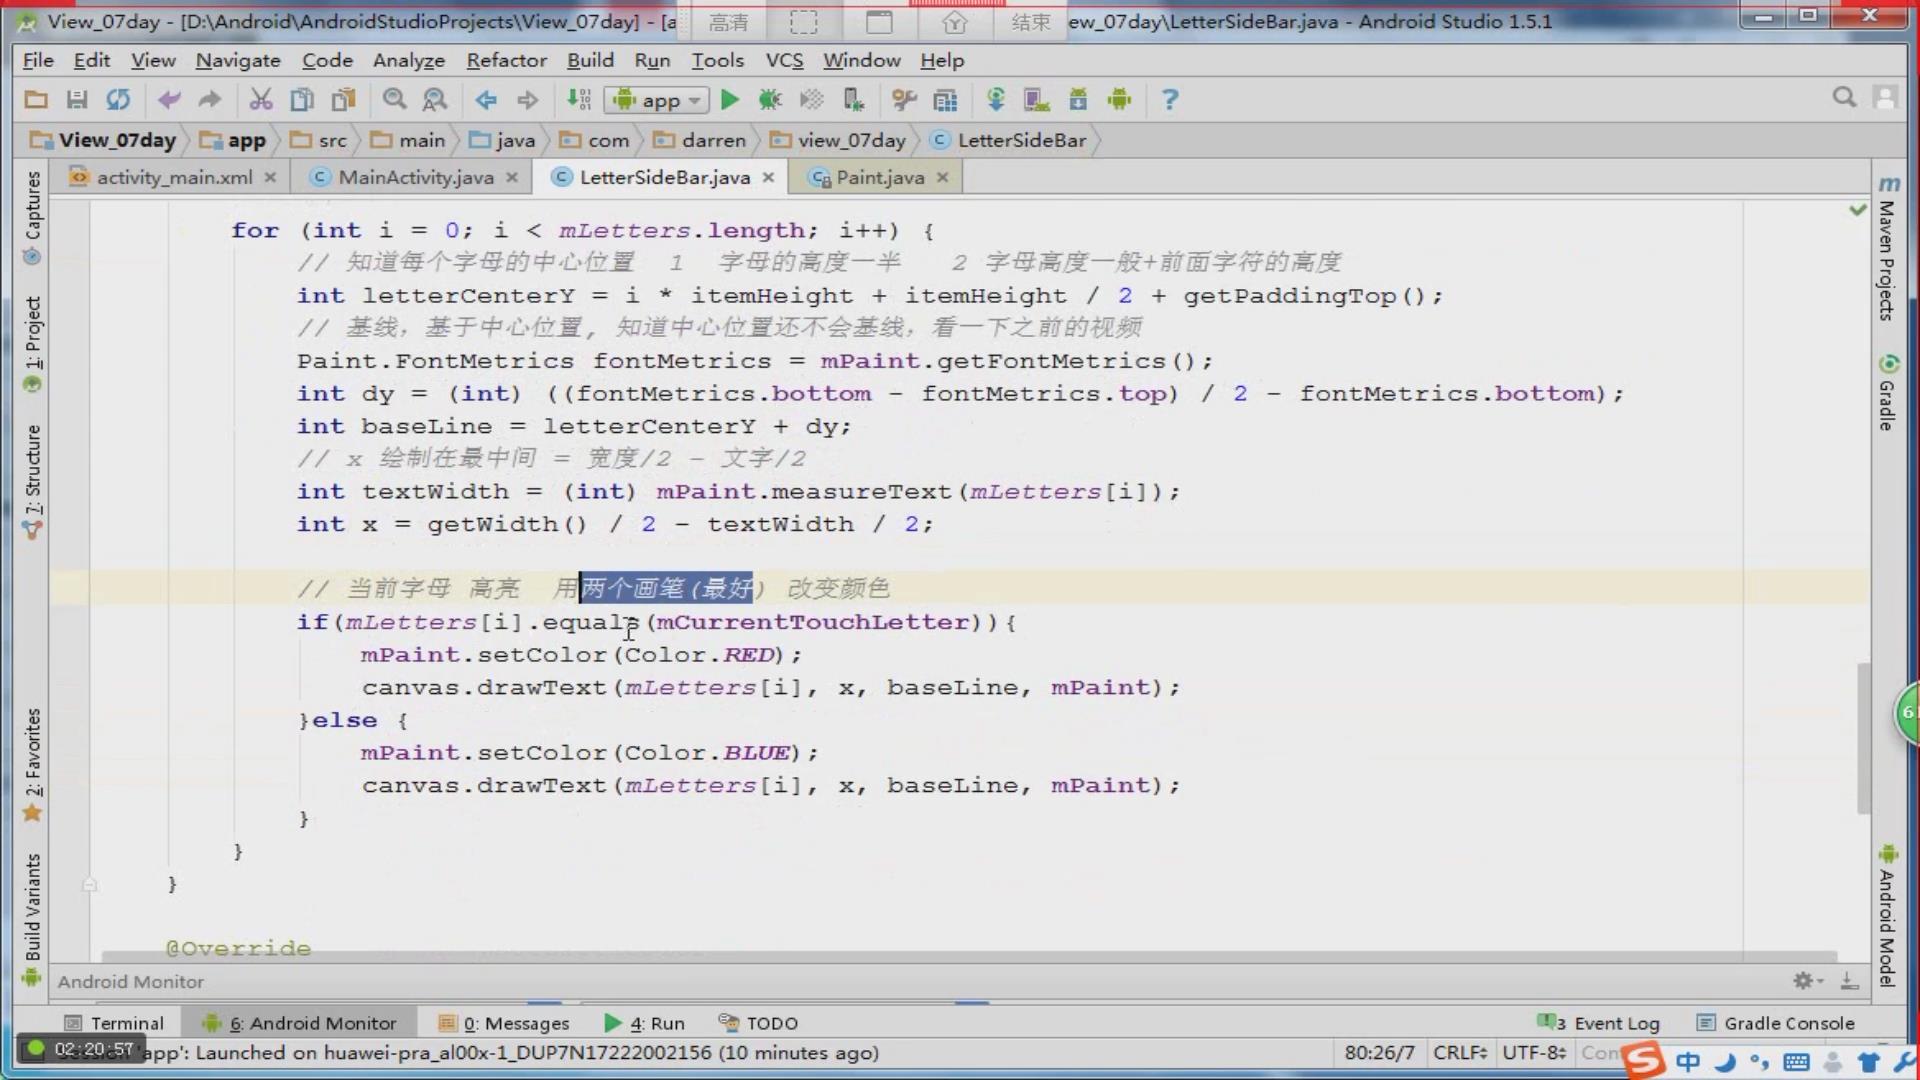 View_07day - [D:\Android\AndroidStudioProjects\View_07day] - [a
高清
结束
ew_07day\LetterSideBar.java - Android Studio 1.5.1
File Edit View Navigate Code Analyze Refactor Build Run Tools VCS Window Help
app
View_07day app src main java com darren view_07day LetterSideBar
activity_main.xml MainActivity.java LetterSideBar.java Paint.java
for (int i = 0; i < mLetters.length; i++) {
// 知道每个字母的中心位置 1 字母的高度一半 2 字母高度一般+前面字符的高度
int letterCenterY = i * itemHeight + itemHeight / 2 + getPaddingTop();
// 基线，基于中心位置, 知道中心位置还不会基线，看一下之前的视频
Paint.FontMetrics fontMetrics = mPaint.getFontMetrics();
int dy = (int) ((fontMetrics.bottom - fontMetrics.top) / 2 - fontMetrics.bottom);
int baseLine = letterCenterY + dy;
// x 绘制在最中间 = 宽度/2 - 文字/2
int textWidth = (int) mPaint.measureText(mLetters[i]);
int x = getWidth() / 2 - textWidth / 2;
// 当前字母 高亮 用两个画笔(最好) 改变颜色
if(mLetters[i].equals(mCurrentTouchLetter)){
mPaint.setColor(Color.RED);
canvas.drawText(mLetters[i], x, baseLine, mPaint);
}else {
mPaint.setColor(Color.BLUE);
canvas.drawText(mLetters[i], x, baseLine, mPaint);
}
}
}
@Override
Captures
1: Project
7: Structure
2: Favorites
Build Variants
Maven Projects
Gradle
Android Model
6
Android Monitor
Terminal 6: Android Monitor 0: Messages 4: Run TODO 3 Event Log Gradle Console
02:20:57
'app': Launched on huawei-pra_al00x-1_DUP7N17222002156 (10 minutes ago)
80:26/7 CRLF UTF-8 Con
中